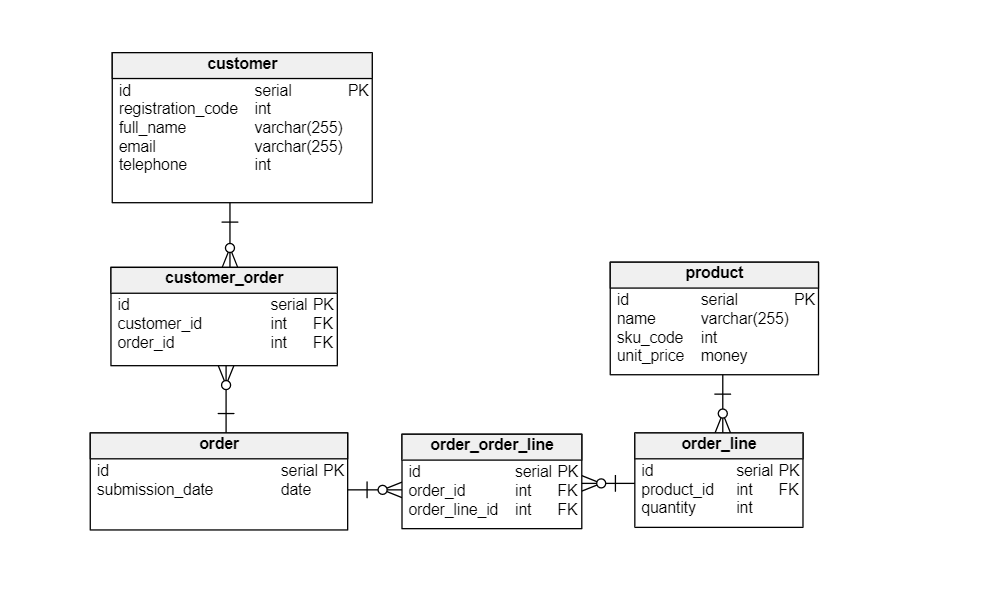 customer
id serial PK
registration_code int
full_name varchar(255)
email varchar(255)
telephone int
customer_order
id serial PK
customer_id int FK
order_id int FK
product
id serial PK
name varchar(255)
sku_code int
unit_price money
order
id serial PK
submission_date date
order_order_line
id serial PK
order_id int FK
order_line_id int FK
order_line
id serial PK
product_id int FK
quantity int